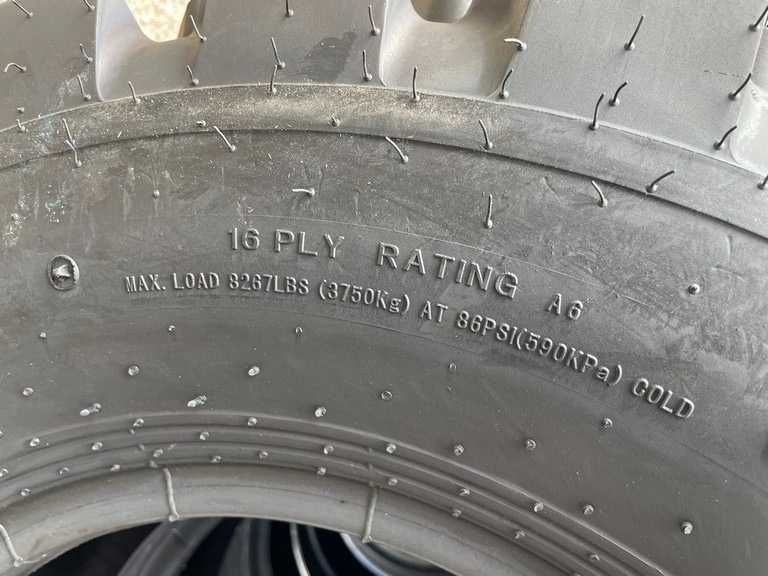 16 PLY RATING A6
MAX. LOAD 8267LBS (3750Kg) AT 86PSI(590KPa) COLD